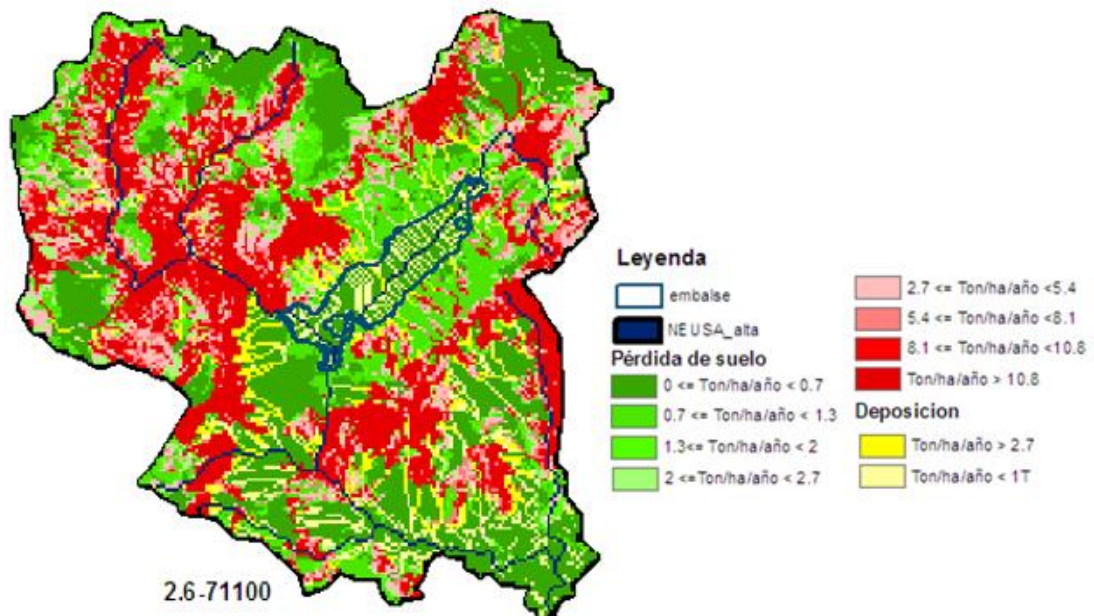 Leyenda
embalse
NEUSA_alta
Pérdida de suelo
0 <= Ton/ha/año < 0.7
0.7 <= Ton/ha/año < 1.3
1.3<= Ton/ha/año < 2
2 <=Ton/ha/año < 2.7
2.7 <= Ton/ha/año <5.4
5.4 <= Ton/ha/año <8.1
8.1 <= Ton/ha/año <10.8
Ton/ha/año > 10.8
Deposicion
Ton/ha/año > 2.7
Ton/ha/año < 1T
2.6-71100